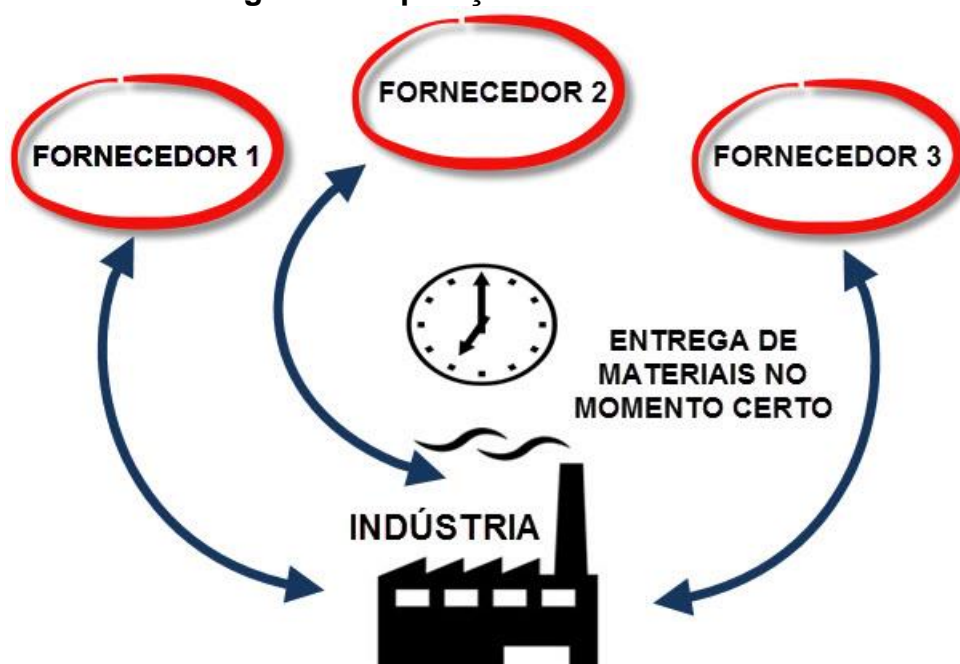 FORNECEDOR 1
FORNECEDOR 2
FORNECEDOR 3
ENTREGA DE
MATERIAIS NO
MOMENTO CERTO
INDÚSTRIA